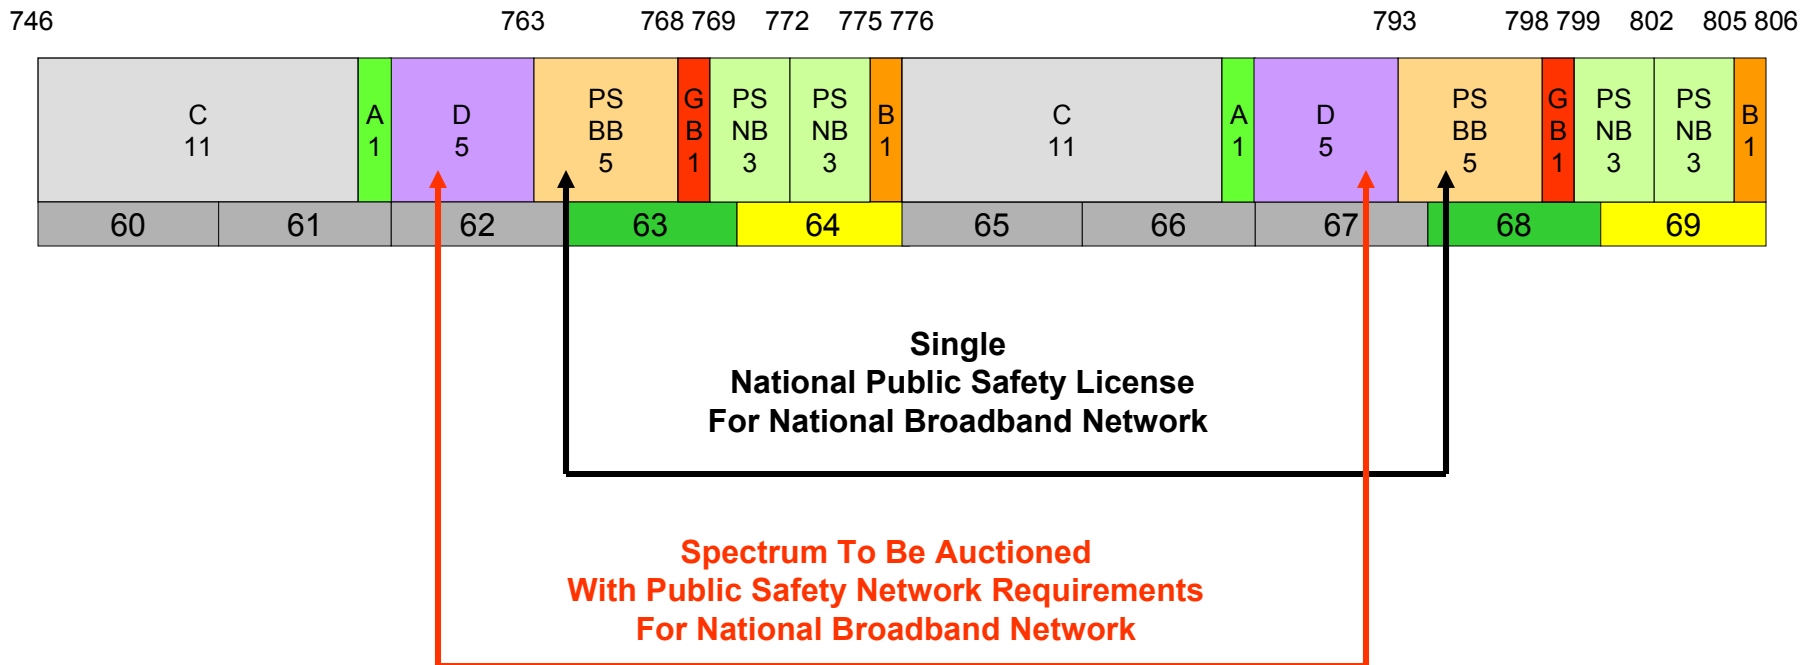 746 763 768 769 772 775 776 793 798 799 802 805 806
C
11
A
1
D
5
PS
BB
5
G
B
1
PS
NB
3
PS
NB
3
B
1
C
11
A
1
D
5
PS
BB
5
G
B
1
PS
NB
3
PS
NB
3
B
1
60 61 62 63 64 65 66 67 68 69
Single
National Public Safety License
For National Broadband Network
Spectrum To Be Auctioned
With Public Safety Network Requirements
For National Broadband Network